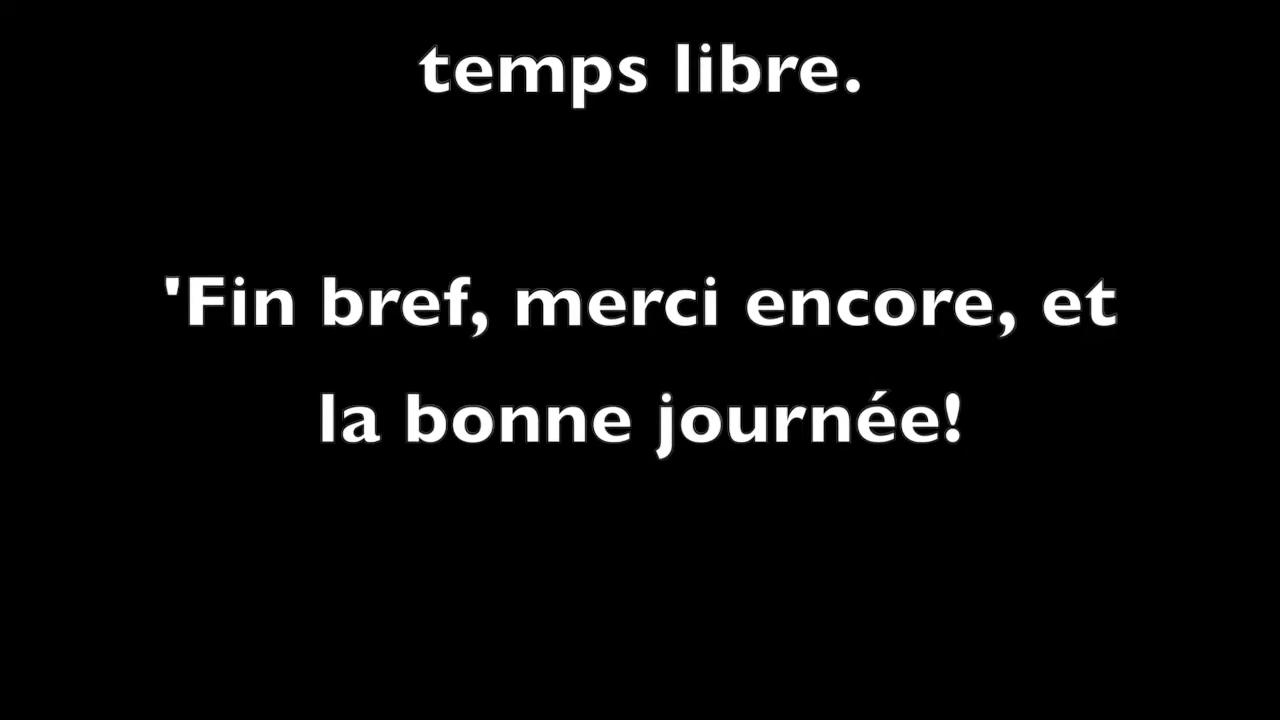 temps libre.
'Fin bref, merci encore, et
la bonne journée!